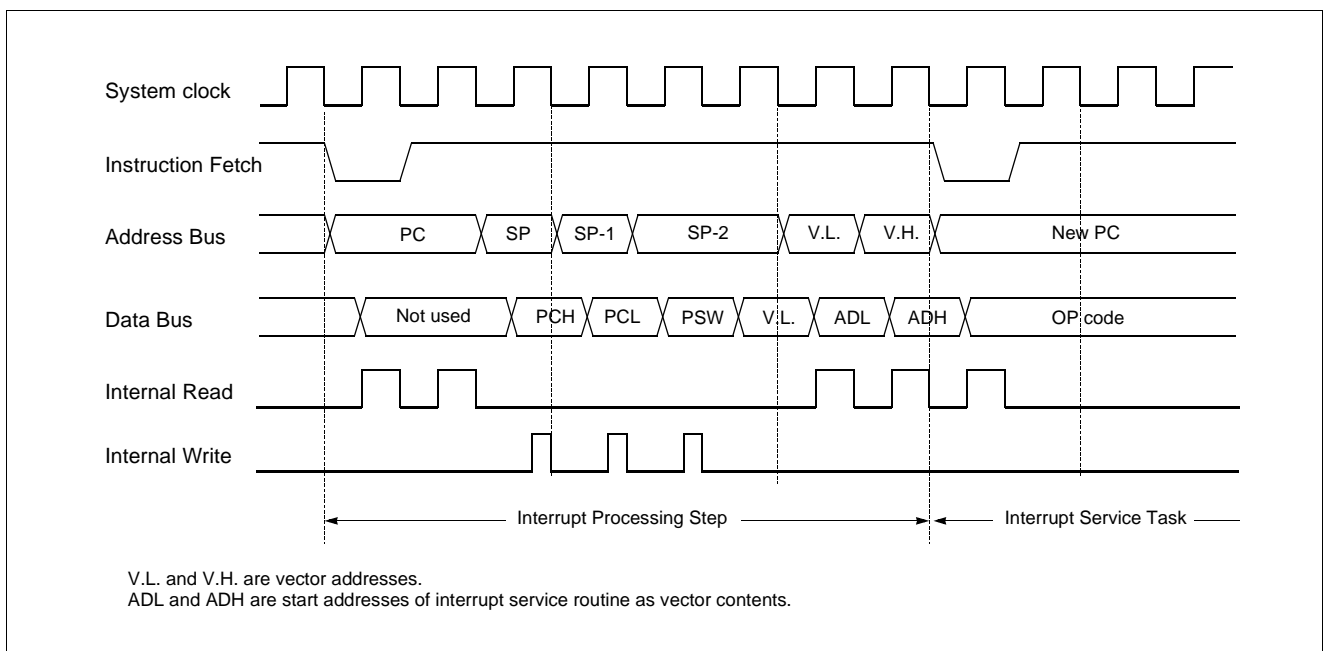 System clock
Instruction Fetch
Address Bus PC SP SP-1 SP-2 V.L. V.H. New PC
Data Bus Not used PCH PCL PSW V.L. ADL ADH OP code
Internal Read
Internal Write
Interrupt Processing Step Interrupt Service Task
V.L. and V.H. are vector addresses.
ADL and ADH are start addresses of interrupt service routine as vector contents.